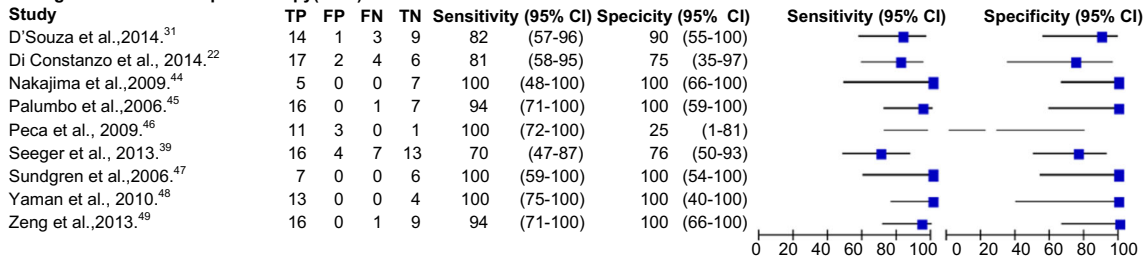 Study TP FP FN TN Sensitivity (95% CI) Specicity (95% CI) Sensitivity (95% CI) Specificity (95% CI)
D'Souza et al.,2014.31 14 1 3 9 82 (57-96) 90 (55-100)
Di Constanzo et al., 2014.22 17 2 4 6 81 (58-95) 75 (35-97)
Nakajima et al.,2009.44 5 0 0 7 100 (48-100) 100 (66-100)
Palumbo et al.,2006.45 16 0 1 7 94 (71-100) 100 (59-100)
Peca et al., 2009.46 11 3 0 1 100 (72-100) 25 (1-81)
Seeger et al., 2013.39 16 4 7 13 70 (47-87) 76 (50-93)
Sundgren et al.,2006.47 7 0 0 6 100 (59-100) 100 (54-100)
Yaman et al., 2010.48 13 0 0 4 100 (75-100) 100 (40-100)
Zeng et al.,2013.49 16 0 1 9 94 (71-100) 100 (66-100)
0 20 40 60 80 100 0 20 40 60 80 100